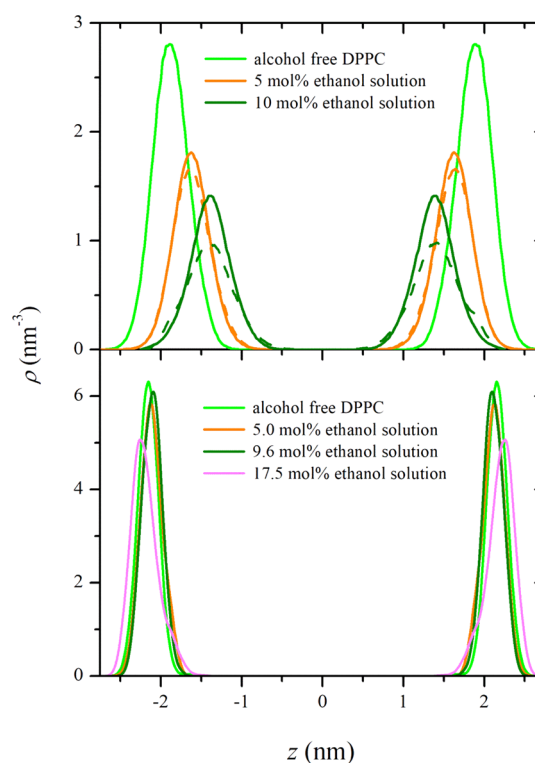 3
alcohol free DPPC
5 mol% ethanol solution
10 mol% ethanol solution
2
1
0
ρ (nm-3)
6
alcohol free DPPC
5.0 mol% ethanol solution
9.6 mol% ethanol solution
17.5 mol% ethanol solution
4
2
0
-2 -1 0 1 2
z (nm)